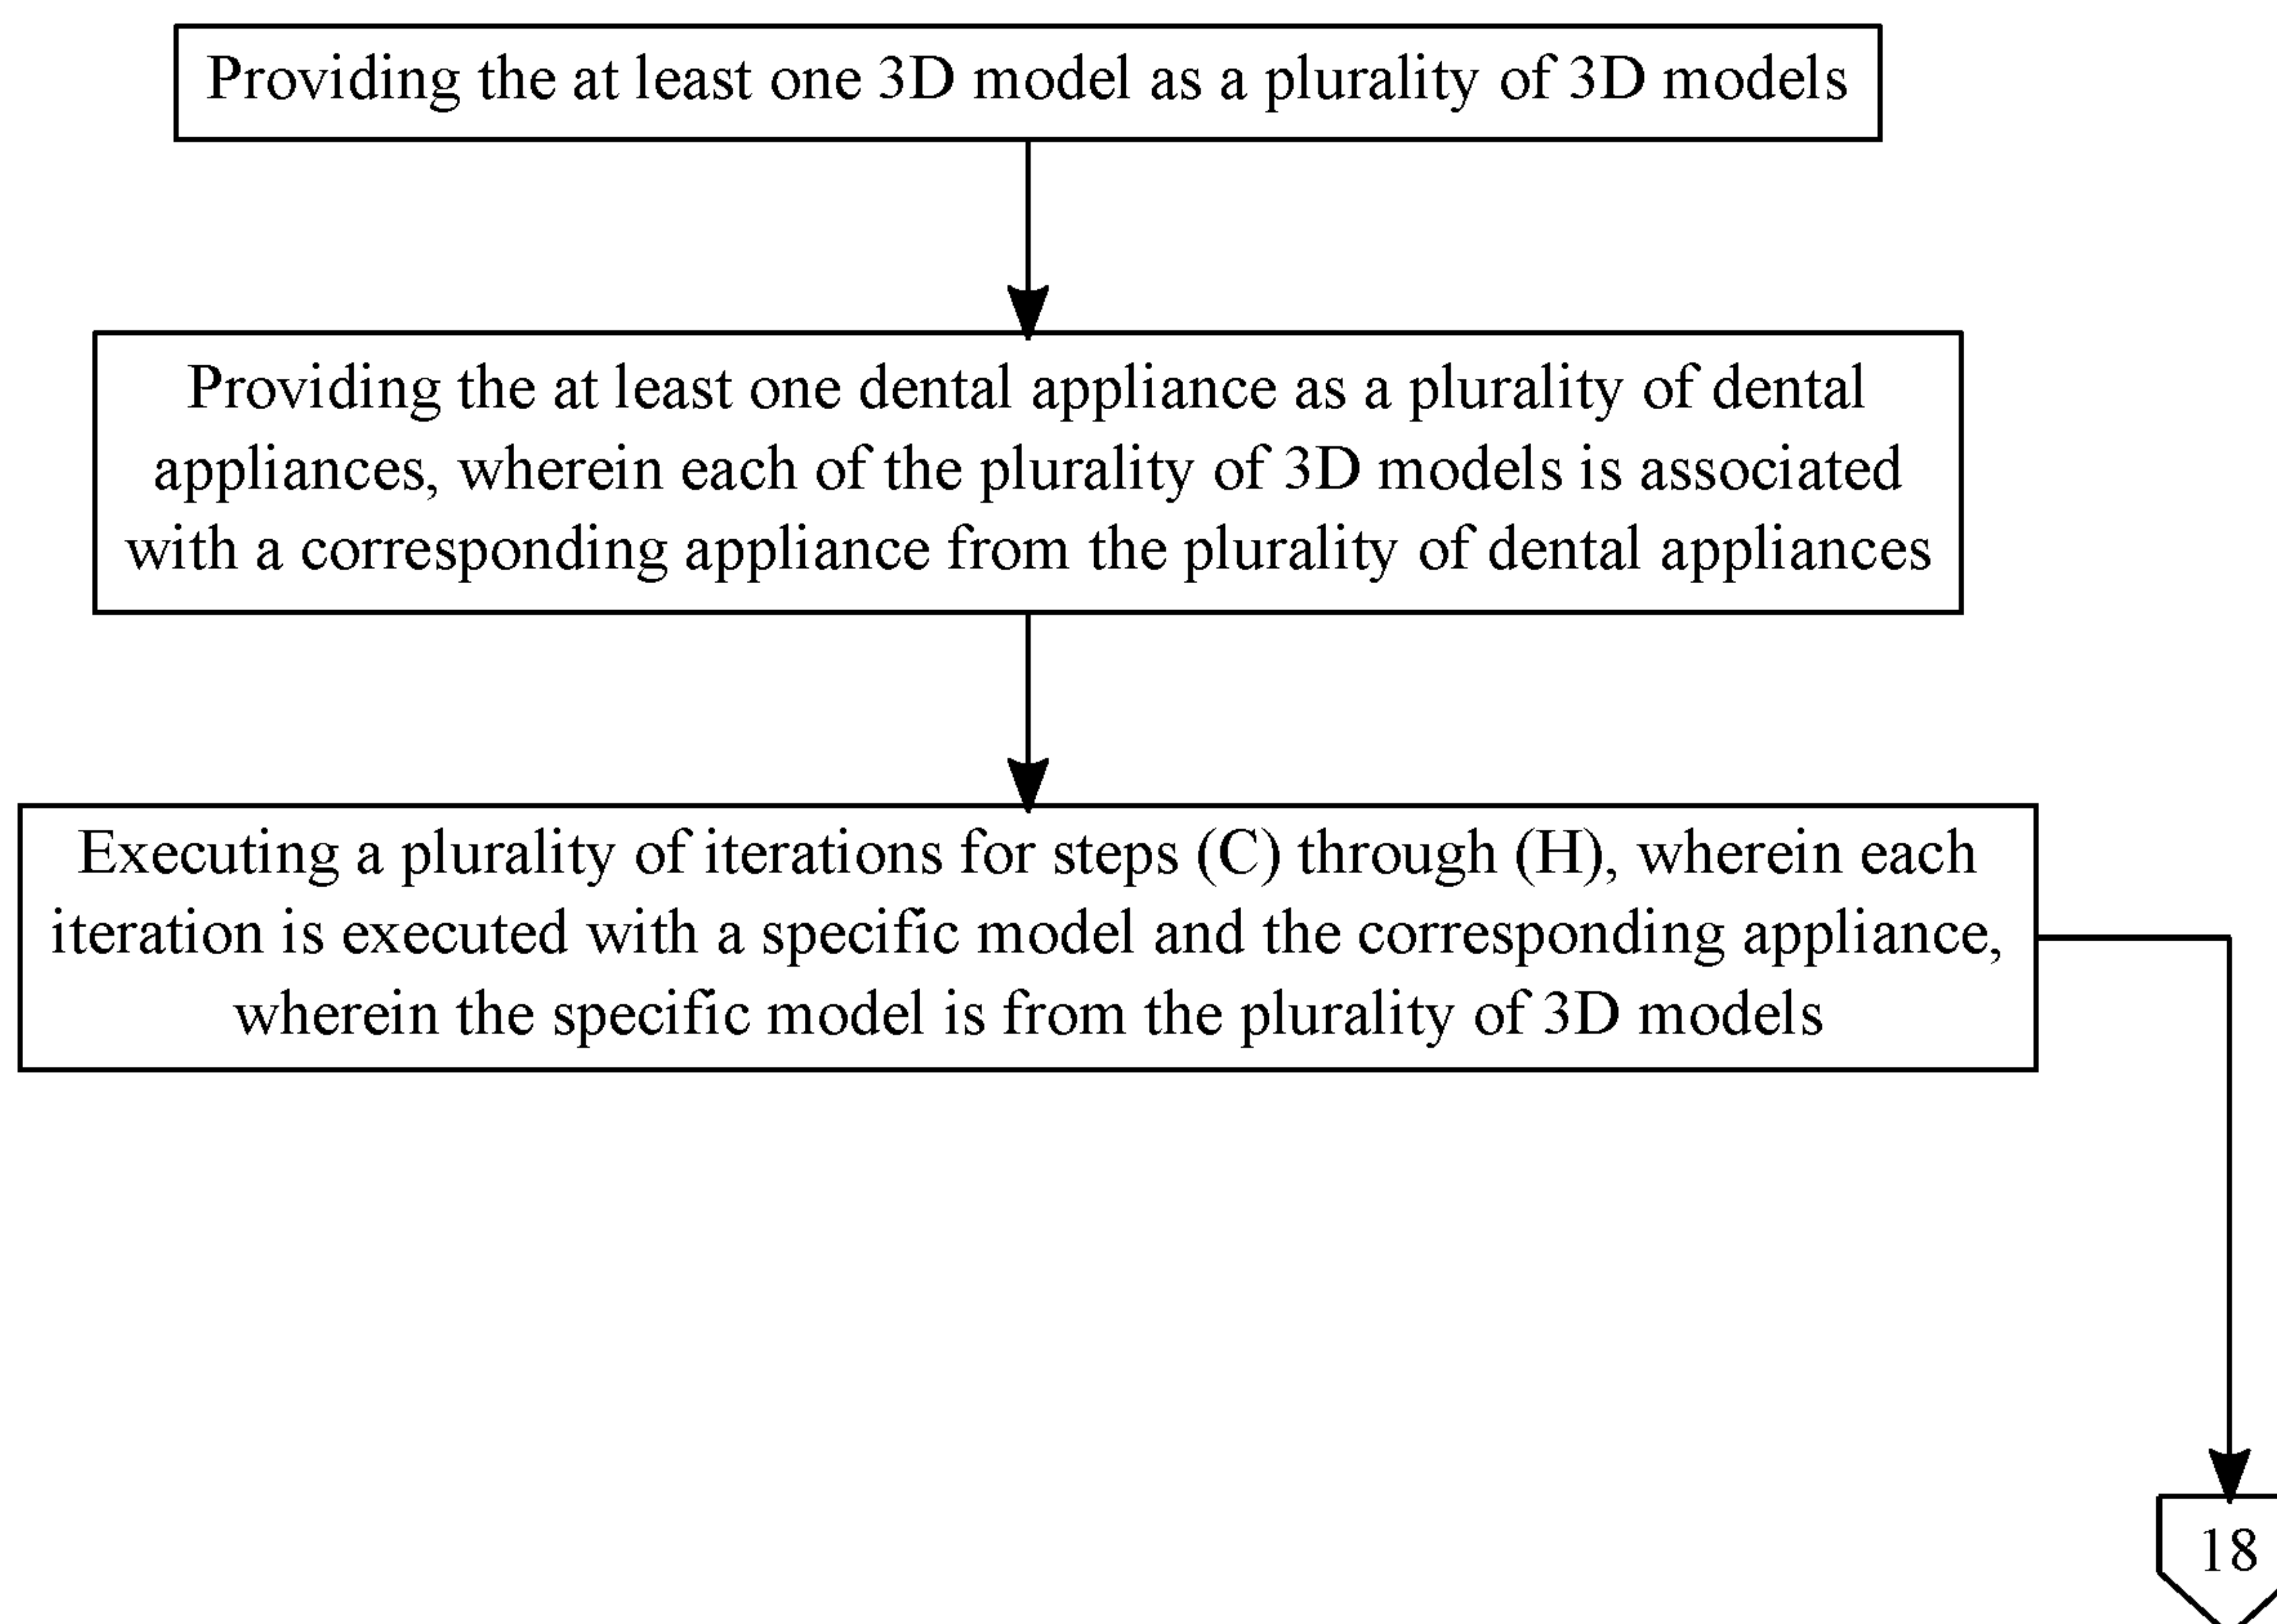 Providing the at least one 3D model as a plurality of 3D models
Providing the at least one dental appliance as a plurality of dental
appliances, wherein each of the plurality of 3D models is associated
with a corresponding appliance from the plurality of dental appliances
Executing a plurality of iterations for steps (C) through (H), wherein each
iteration is executed with a specific model and the corresponding appliance,
wherein the specific model is from the plurality of 3D models
18